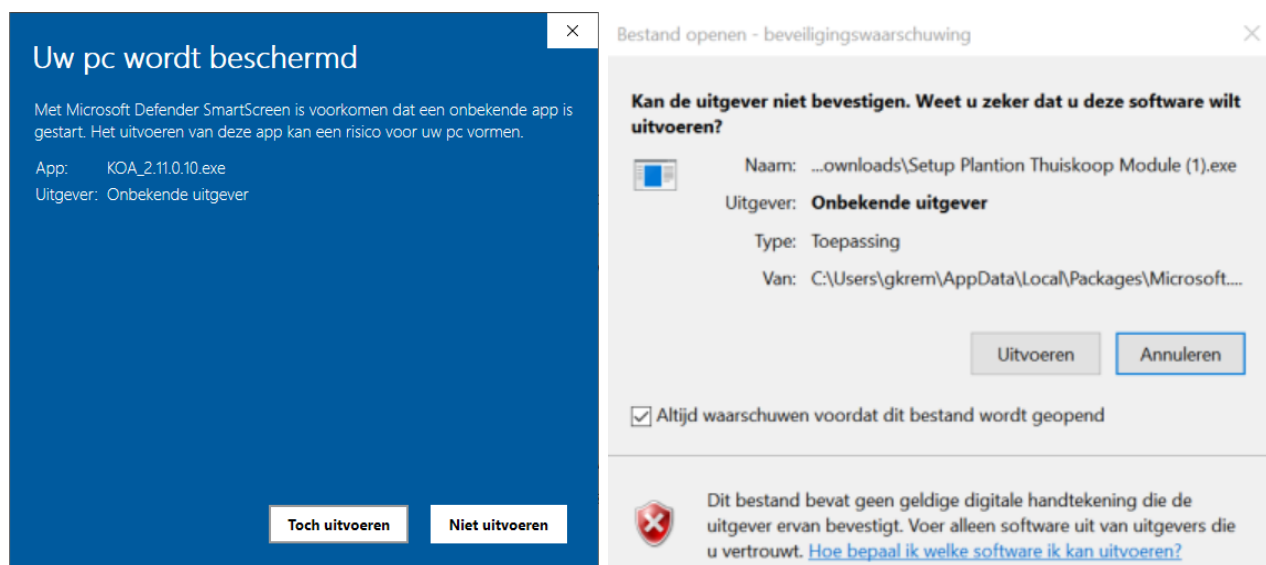 Uw pc wordt beschermd
Met Microsoft Defender SmartScreen is voorkomen dat een onbekende app is
gestart. Het uitvoeren van deze app kan een risico voor uw pc vormen.
App: KOA_2.11.0.10.exe
Uitgever: Onbekende uitgever
Toch uitvoeren
Niet uitvoeren
Bestand openen - beveiligingswaarschuwing
Kan de uitgever niet bevestigen. Weet u zeker dat u deze software wilt
uitvoeren?
Naam: ...ownloads\Setup Plantion Thuiskoop Module (1).exe
Uitgever: Onbekende uitgever
Type: Toepassing
Van: C:\Users\gkrem\AppData\Local\Packages\Microsoft....
Uitvoeren
Annuleren
Altijd waarschuwen voordat dit bestand wordt geopend
Dit bestand bevat geen geldige digitale handtekening die de
uitgever ervan bevestigt. Voer alleen software uit van uitgevers die
u vertrouwt. Hoe bepaal ik welke software ik kan uitvoeren?